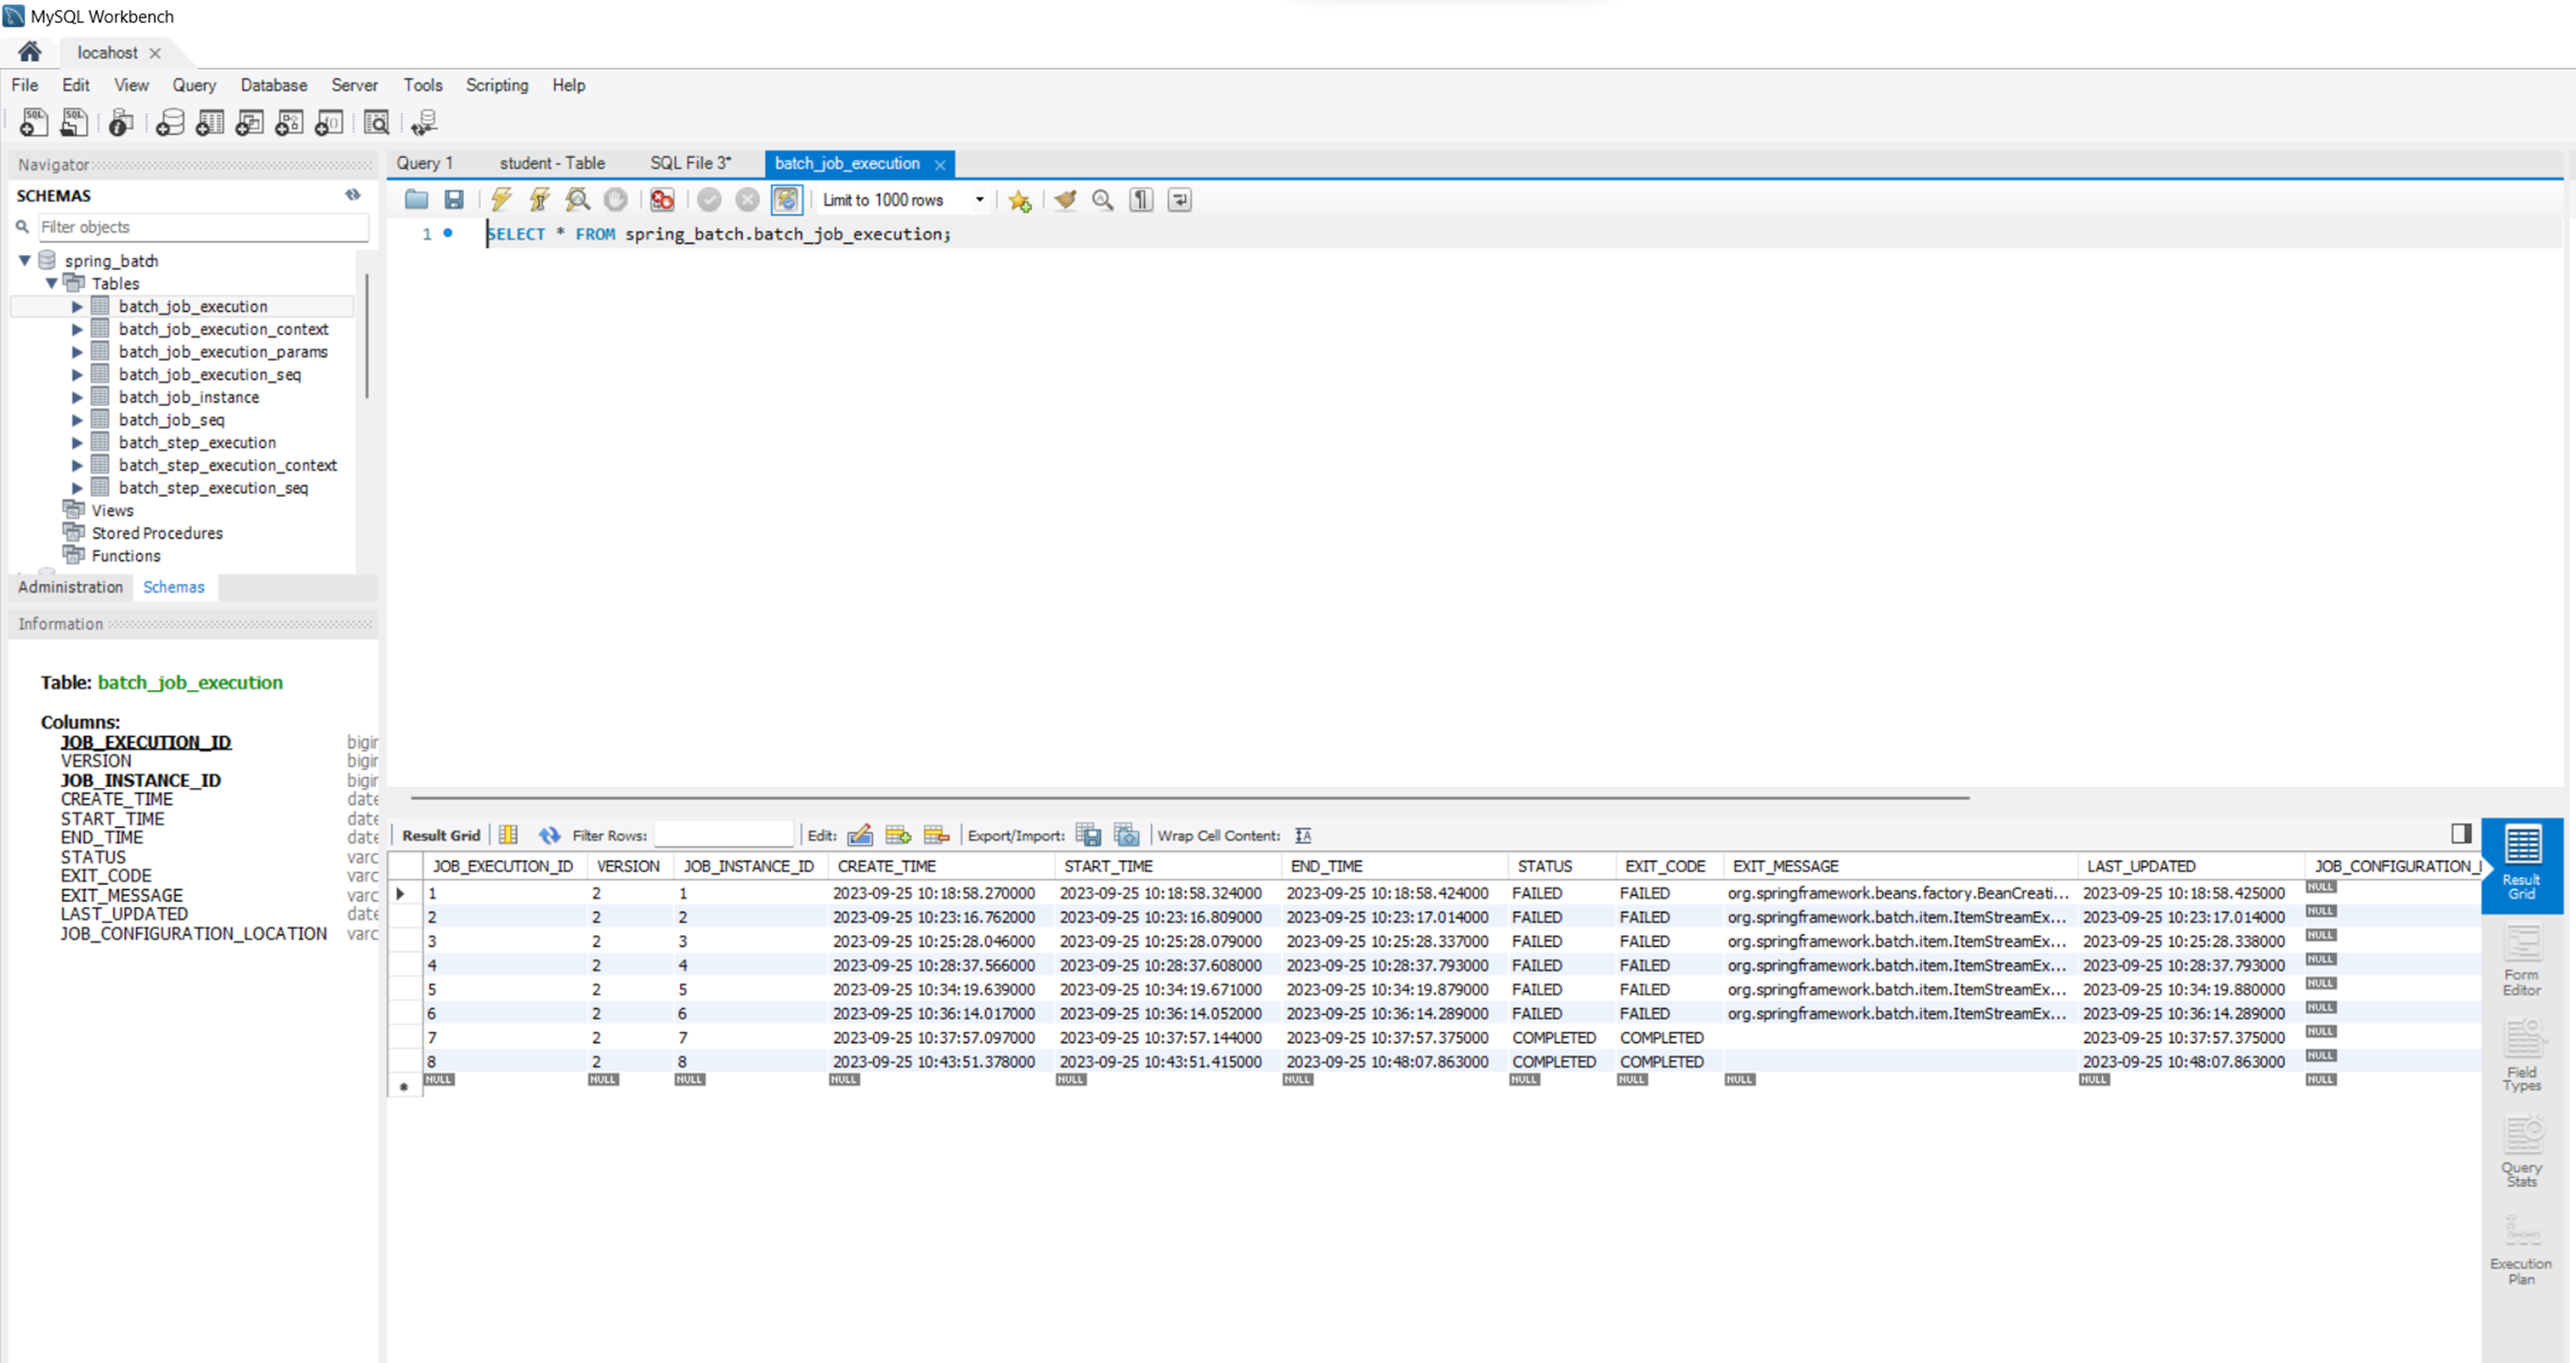 MySQL Workbench
locahost
File Edit View Query Database Server Tools Scripting Help
Navigator
SCHEMAS
Filter objects
spring_batch
Tables
batch_job_execution
batch_job_execution_context
batch_job_execution_params
batch_job_execution_seq
batch_job_instance
batch_job_seq
batch_step_execution
batch_step_execution_context
batch_step_execution_seq
Views
Stored Procedures
Functions
Administration Schemas
Information
Table: batch_job_execution
Columns:
JOB_EXECUTION_ID bigir
VERSION bigir
JOB_INSTANCE_ID bigir
CREATE_TIME date
START_TIME date
END_TIME date
STATUS varc
EXIT_CODE varc
EXIT_MESSAGE varc
LAST_UPDATED date
JOB_CONFIGURATION_LOCATION varc
Query 1 student - Table SQL File 3* batch_job_execution
Limit to 1000 rows
1 SELECT * FROM spring_batch.batch_job_execution;
Result Grid Filter Rows: Edit: Export/Import: Wrap Cell Content:
JOB_EXECUTION_ID VERSION JOB_INSTANCE_ID CREATE_TIME START_TIME END_TIME STATUS EXIT_CODE EXIT_MESSAGE LAST_UPDATED JOB_CONFIGURATION_L
1 2 1 2023-09-25 10:18:58.270000 2023-09-25 10:18:58.324000 2023-09-25 10:18:58.424000 FAILED FAILED org.springframework.beans.factory.BeanCreati... 2023-09-25 10:18:58.425000 NULL
2 2 2 2023-09-25 10:23:16.762000 2023-09-25 10:23:16.809000 2023-09-25 10:23:17.014000 FAILED FAILED org.springframework.batch.item.ItemStreamEx... 2023-09-25 10:23:17.014000 NULL
3 2 3 2023-09-25 10:25:28.046000 2023-09-25 10:25:28.079000 2023-09-25 10:25:28.337000 FAILED FAILED org.springframework.batch.item.ItemStreamEx... 2023-09-25 10:25:28.338000 NULL
4 2 4 2023-09-25 10:28:37.566000 2023-09-25 10:28:37.608000 2023-09-25 10:28:37.793000 FAILED FAILED org.springframework.batch.item.ItemStreamEx... 2023-09-25 10:28:37.793000 NULL
5 2 5 2023-09-25 10:34:19.639000 2023-09-25 10:34:19.671000 2023-09-25 10:34:19.879000 FAILED FAILED org.springframework.batch.item.ItemStreamEx... 2023-09-25 10:34:19.880000 NULL
6 2 6 2023-09-25 10:36:14.017000 2023-09-25 10:36:14.052000 2023-09-25 10:36:14.289000 FAILED FAILED org.springframework.batch.item.ItemStreamEx... 2023-09-25 10:36:14.289000 NULL
7 2 7 2023-09-25 10:37:57.097000 2023-09-25 10:37:57.144000 2023-09-25 10:37:57.375000 COMPLETED COMPLETED 2023-09-25 10:37:57.375000 NULL
8 2 8 2023-09-25 10:43:51.378000 2023-09-25 10:43:51.415000 2023-09-25 10:48:07.863000 COMPLETED COMPLETED 2023-09-25 10:48:07.863000 NULL
NULL NULL NULL NULL NULL NULL NULL NULL NULL NULL NULL
Result
Grid
Form
Editor
Field
Types
Query
Stats
Execution
Plan